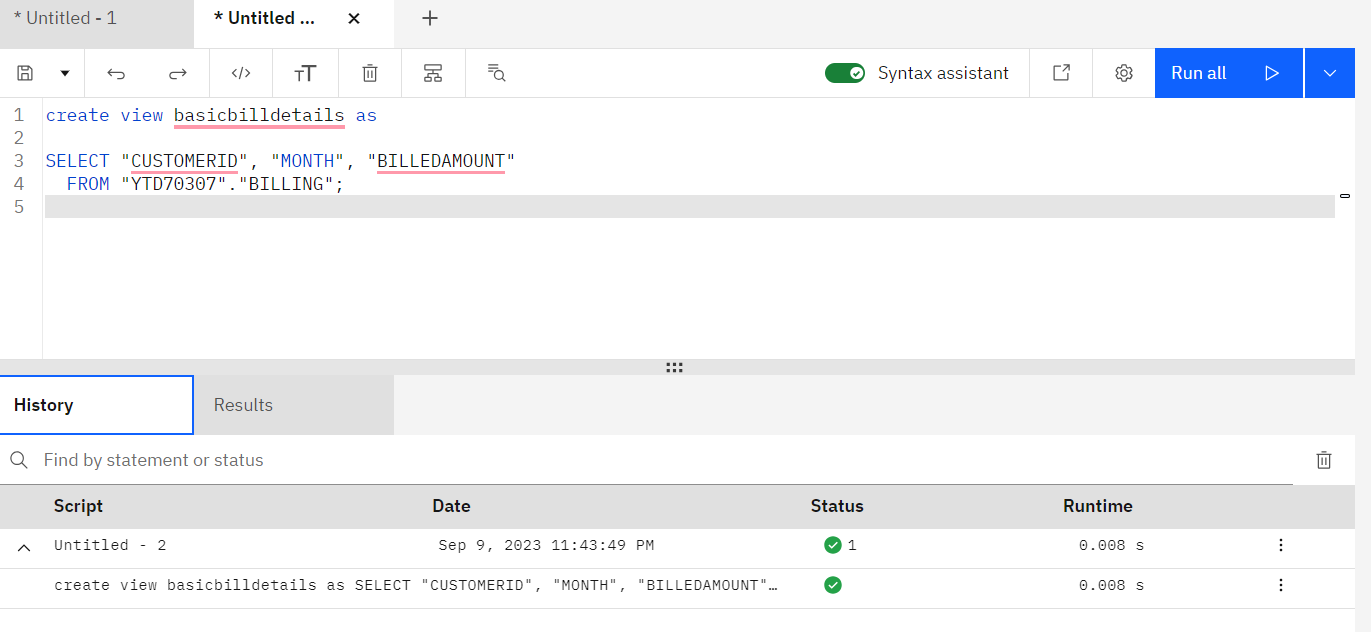 * Untitled - 1
* Untitled ...
Syntax assistant
Run all
1 create view basicbilldetails as
2
3 SELECT "CUSTOMERID", "MONTH", "BILLEDAMOUNT"
4 FROM "YTD70307"."BILLING";
5
History
Results
Find by statement or status
Script Date Status Runtime
Untitled - 2 Sep 9, 2023 11:43:49 PM 1 0.008 s
create view basicbilldetails as SELECT "CUSTOMERID", "MONTH", "BILLEDAMOUNT"… 0.008 s